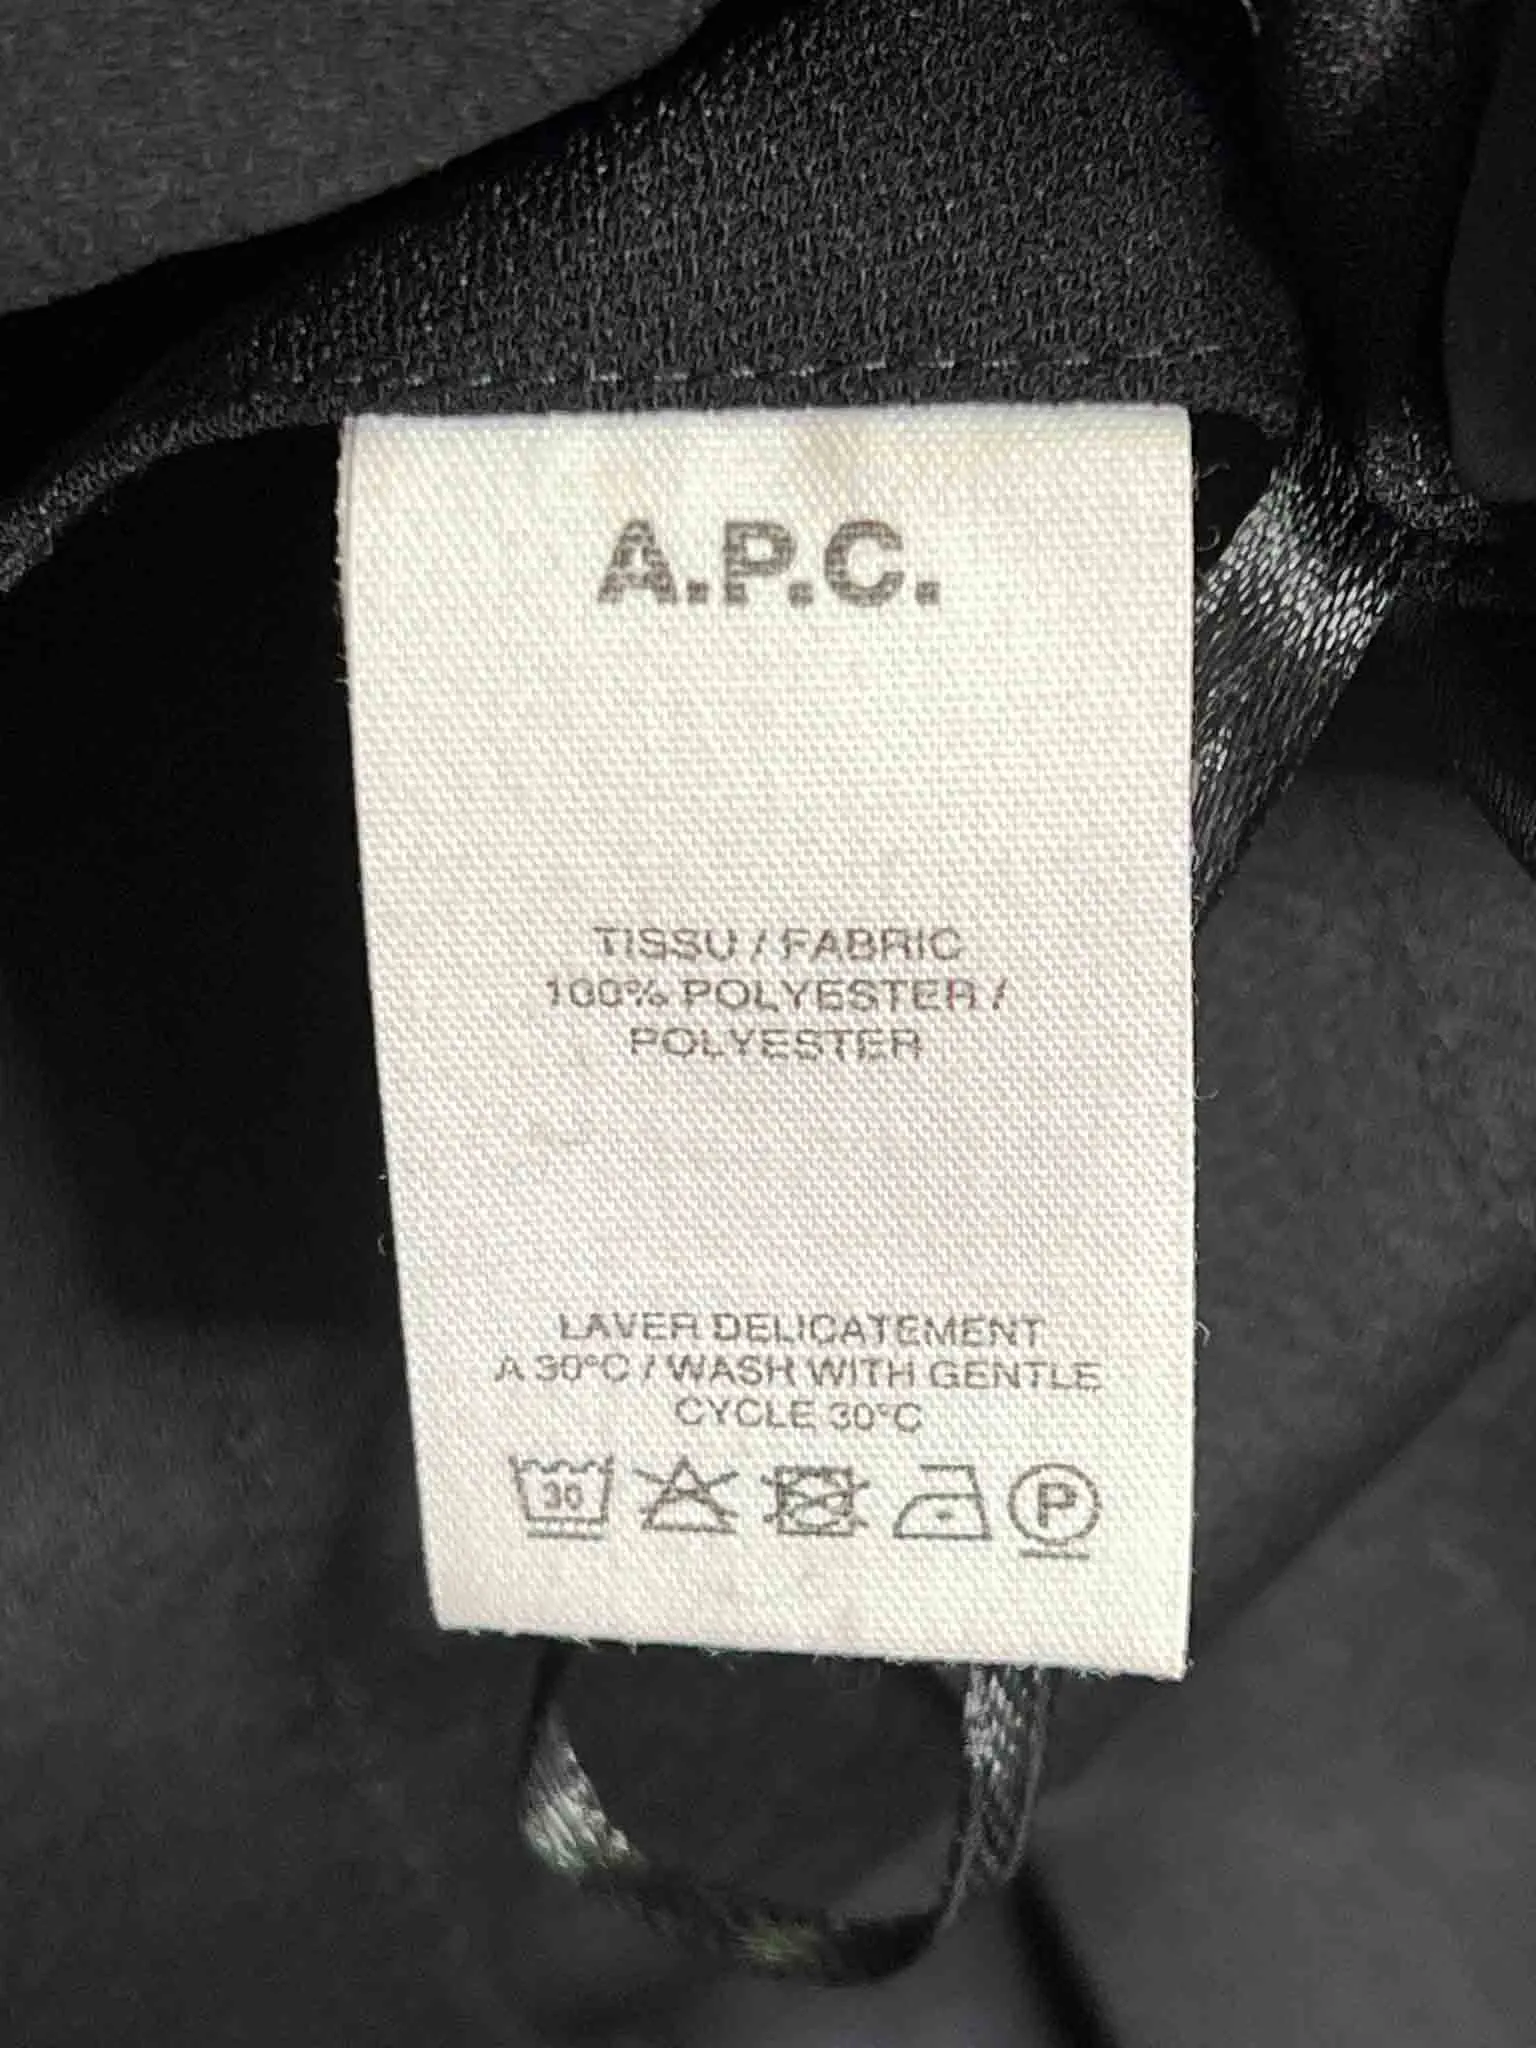 A.P.C.
TISSU / FABRIC
100% POLYESTER /
POLYESTER
LAVER DELICATEMENT
A 30°C / WASH WITH GENTLE
CYCLE 30°C
30 P